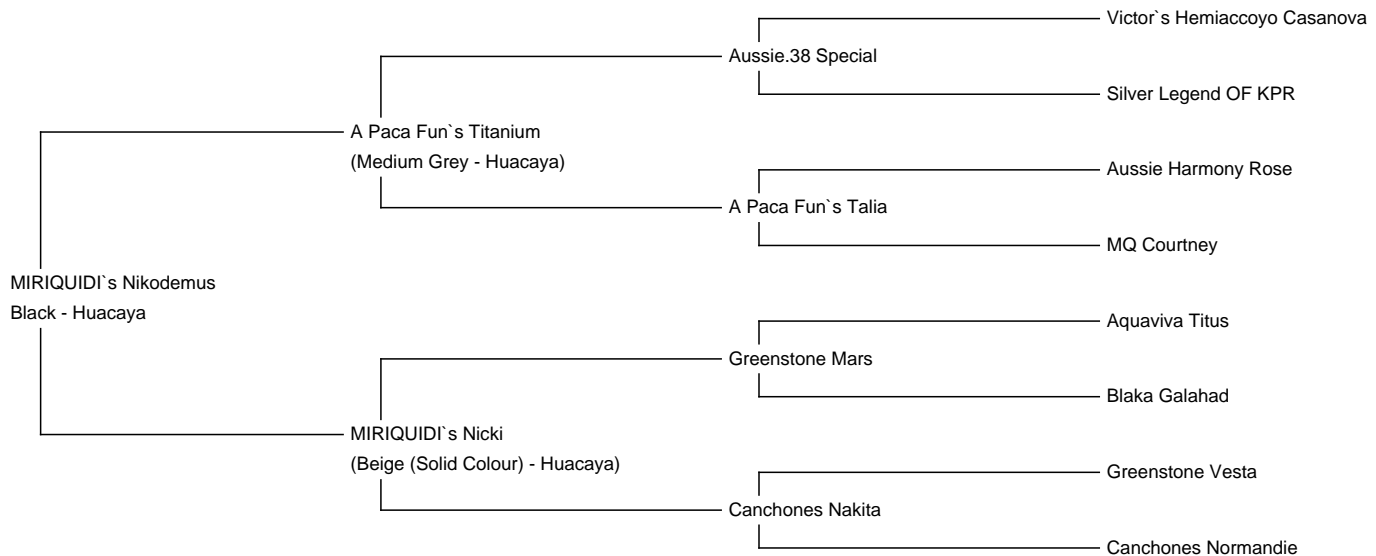 Victor`s Hemiaccoyo Casanova
Aussie.38 Special
Silver Legend OF KPR
A Paca Fun`s Titanium
(Medium Grey - Huacaya)
Aussie Harmony Rose
A Paca Fun`s Talia
MQ Courtney
MIRIQUIDI`s Nikodemus
Black - Huacaya
Aquaviva Titus
Greenstone Mars
Blaka Galahad
MIRIQUIDI`s Nicki
(Beige (Solid Colour) - Huacaya)
Greenstone Vesta
Canchones Nakita
Canchones Normandie